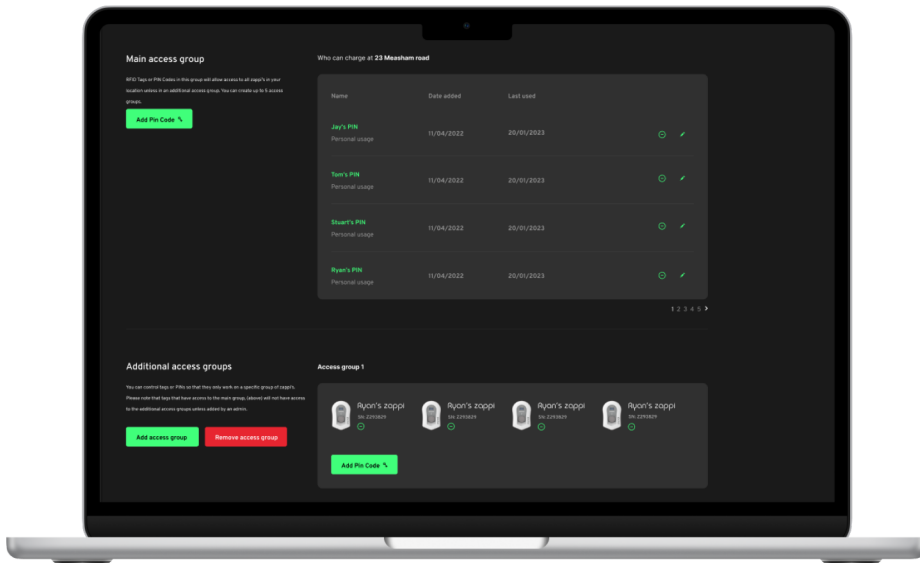 Main access group
RFID Tags or PIN Codes in this group will allow access to all zappi's in your
location unless in an additional access group. You can create up to 5 access
groups.
Add Pin Code
Who can charge at 23 Measham road
Name Date added Last used
Jay's PIN
Personal usage
11/04/2022 20/01/2023
Tom's PIN
Personal usage
11/04/2022 20/01/2023
Stuart's PIN
Personal usage
11/04/2022 20/01/2023
Ryan's PIN
Personal usage
11/04/2022 20/01/2023
1 2 3 4 5 >
Additional access groups
You can control tags or PINs so that they only work on a specific group of zappi's.
Please note that tags that have access to the main group, (above) will not have access
to the additional access groups unless added by an admin.
Add access group Remove access group
Access group 1
Ryan's zappi Ryan's zappi Ryan's zappi Ryan's zappi
SN: 2293829 SN: 2293829 SN: 2293829 SN: 2293829
Add Pin Code